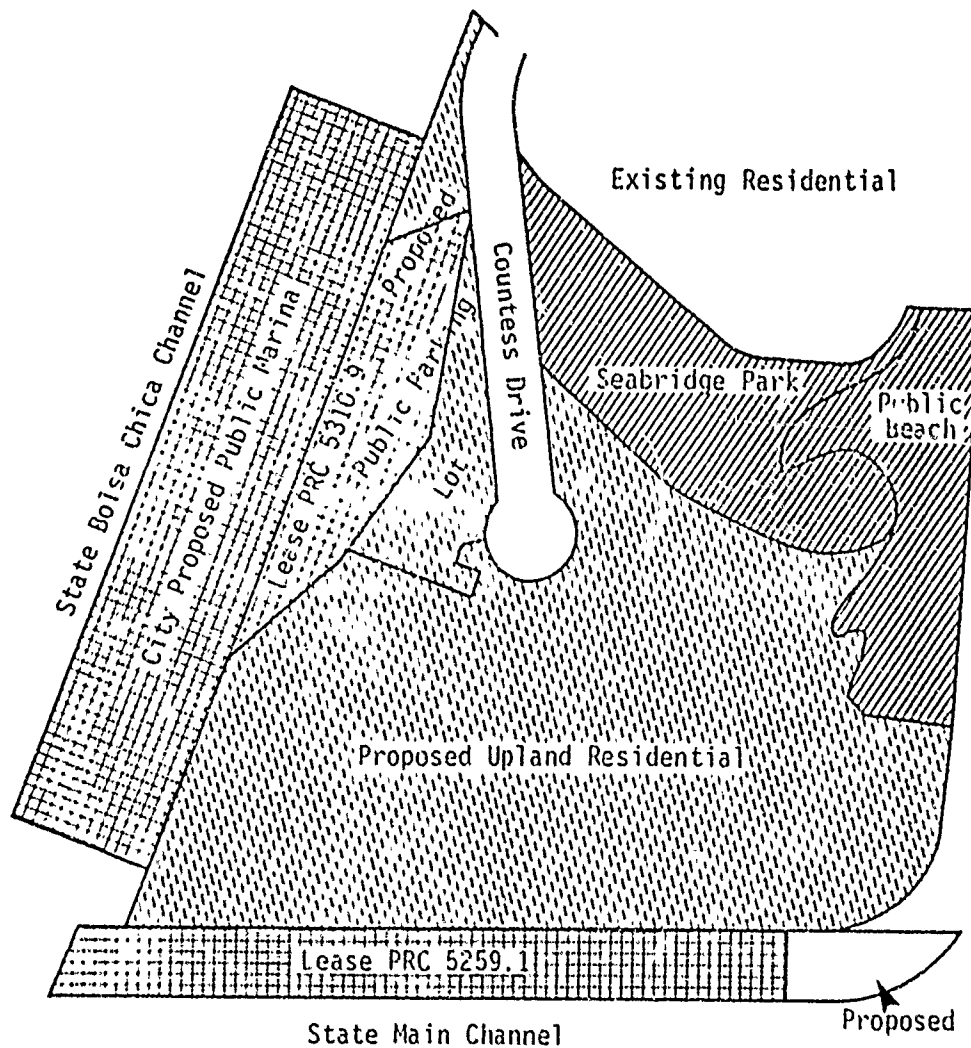 Existing Residential
Countess Drive
Proposed
Public Parking
Lot
Lease PRC 5310.9
City Proposed Public Marina
State Bolsa Chica Channel
Seabridge Park
Public
Beach
Proposed Upland Residential
Lease PRC 5259.1
Proposed
State Main Channel